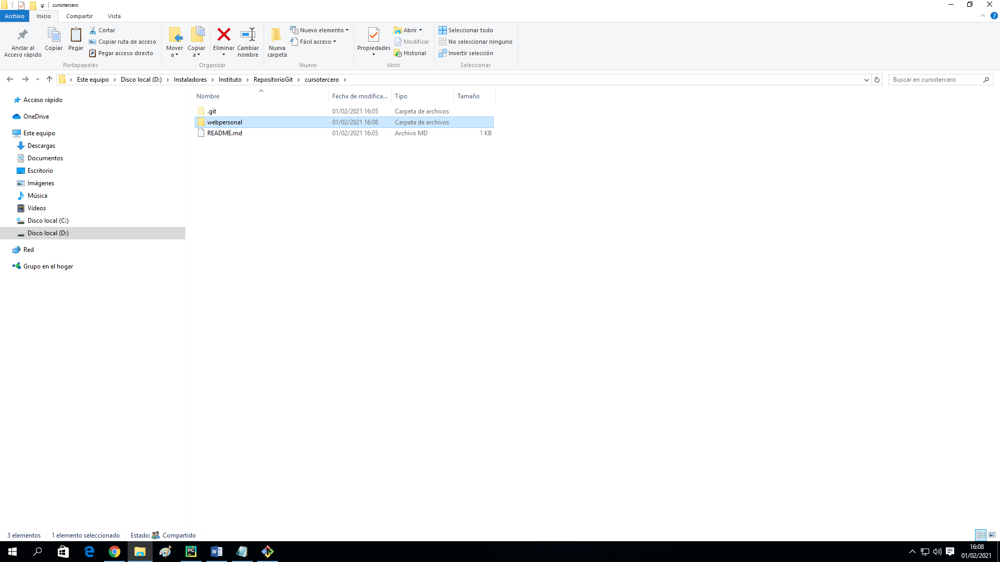 cursotercero
Archivo Inicio Compartir Vista
Anclar al Acceso rápido
Copiar
Pegar
Cortar
Copiar ruta de acceso
Pegar acceso directo
Portapapeles
Mover a
Copiar a
Eliminar
Cambiar nombre
Organizar
Nueva carpeta
Nuevo elemento
Fácil acceso
Nuevo
Propiedades
Abrir
Modificar
Historial
Abrir
Seleccionar todo
No seleccionar ninguno
Invertir selección
Seleccionar
Este equipo > Disco local (D:) > Instaladores > Instituto > RepositorioGit > cursotercero >
Buscar en cursotercero
Acceso rápido
OneDrive
Este equipo
Descargas
Documentos
Escritorio
Imágenes
Música
Vídeos
Disco local (C:)
Disco local (D:)
Red
Grupo en el hogar
Nombre Fecha de modifica... Tipo Tamaño
.git 01/02/2021 16:05 Carpeta de archivos
webpersonal 01/02/2021 16:08 Carpeta de archivos
README.md 01/02/2021 16:05 Archivo MD 1 KB
3 elementos 1 elemento seleccionado Estado: Compartido
PC
W
16:08
01/02/2021